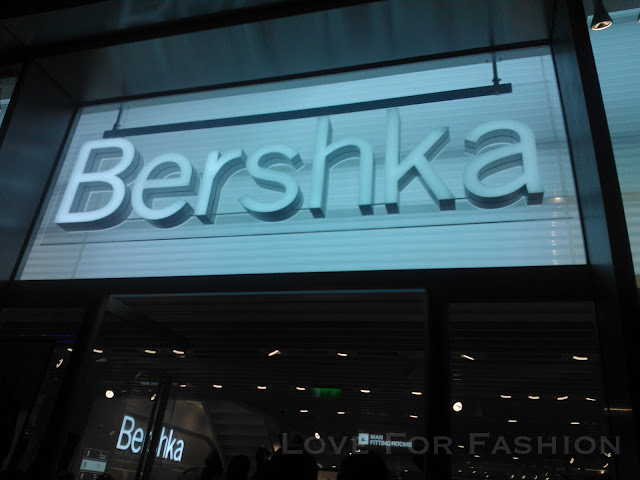 Bershka
Bershka
MAN
FITTING ROOMS
Love For Fashion